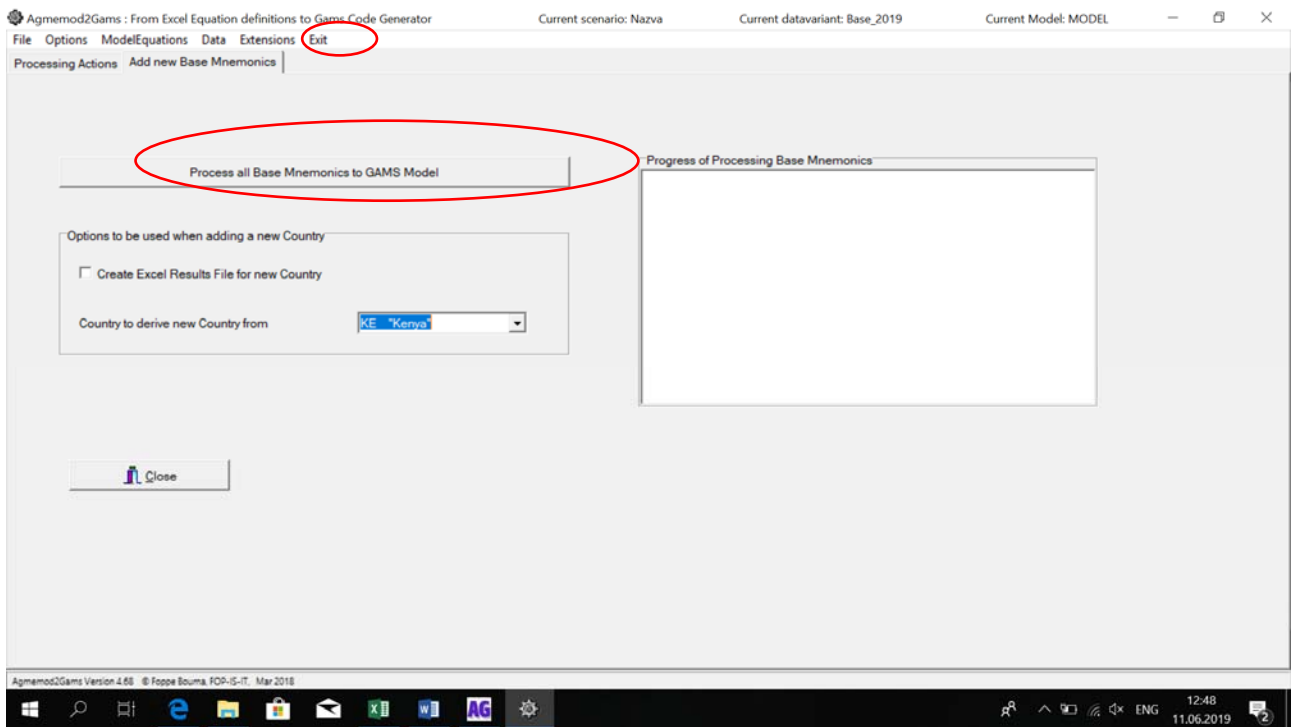 Agmemod2Gams : From Excel Equation definitions to Gams Code Generator Current scenario: Nazva Current datavariant: Base_2019 Current Model: MODEL
File Options ModelEquations Data Extensions Exit
Processing Actions Add new Base Mnemonics
Process all Base Mnemonics to GAMS Model
Progress of Processing Base Mnemonics
Options to be used when adding a new Country
Create Excel Results File for new Country
Country to derive new Country from KE "Kenya"
Close
Agmemod2Gams Version 4.68 © Foppe Bouma, FOP-IS-IT, Mar 2018
AG ENG 12:48
11.06.2019 2